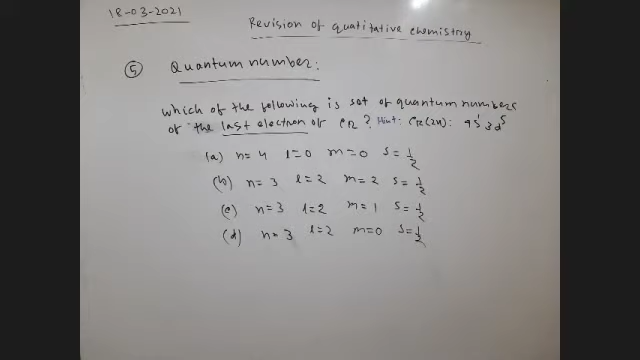 18-03-2021
Revision of quatitative chemistry
⑤ Quantum number:
Which of the following is set of quantum numbers
of the last electron of Cr? Hint: Cr(24): 4s¹ 3d⁵
(a) n=4 l=0 m=0 s=1/2
(b) n=3 l=2 m=2 s=1/2
(c) n=3 l=2 m=1 s=1/2
(d) n=3 l=2 m=0 s=1/2